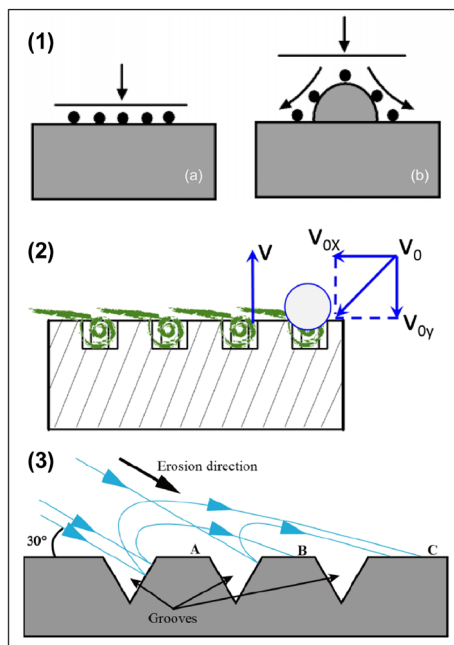 (1)
(a)
(b)
(2)
V
V0X
V0
V0y
(3)
Erosion direction
30°
A
B
C
Grooves